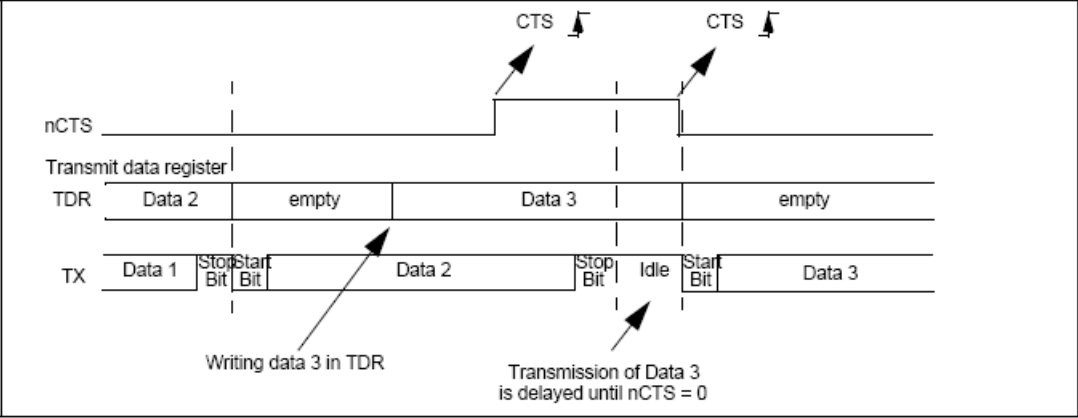 CTS CTS
nCTS
Transmit data register
TDR Data 2 empty Data 3 empty
TX Data 1 Stop Bit Start Bit Data 2 Stop Bit Idle Start Bit Data 3
Writing data 3 in TDR
Transmission of Data 3
is delayed until nCTS = 0